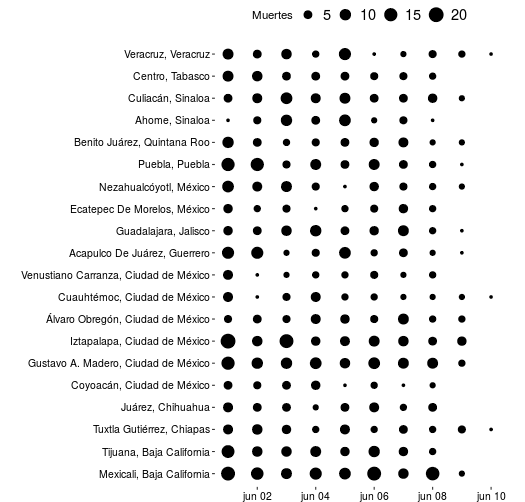 Muertes 5 10 15 20
Veracruz, Veracruz
Centro, Tabasco
Culiacán, Sinaloa
Ahome, Sinaloa
Benito Juárez, Quintana Roo
Puebla, Puebla
Nezahualcóyotl, México
Ecatepec De Morelos, México
Guadalajara, Jalisco
Acapulco De Juárez, Guerrero
Venustiano Carranza, Ciudad de México
Cuauhtémoc, Ciudad de México
Álvaro Obregón, Ciudad de México
Iztapalapa, Ciudad de México
Gustavo A. Madero, Ciudad de México
Coyoacán, Ciudad de México
Juárez, Chihuahua
Tuxtla Gutiérrez, Chiapas
Tijuana, Baja California
Mexicali, Baja California
jun 02 jun 04 jun 06 jun 08 jun 10